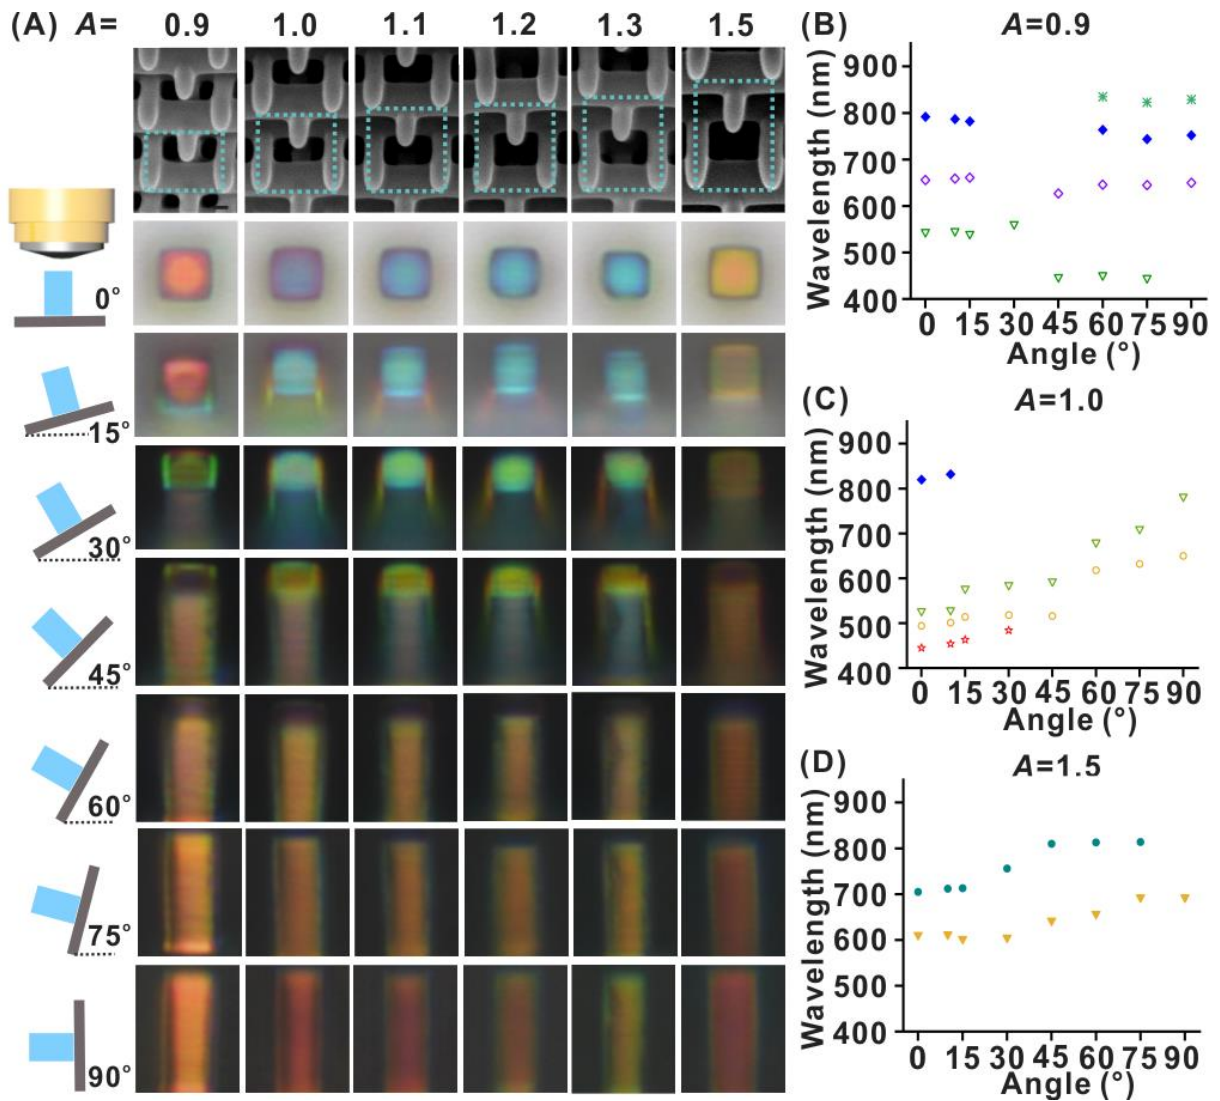 (A) A= 0.9 1.0 1.1 1.2 1.3 1.5
0°
15°
30°
45°
60°
75°
90°
(B) A=0.9
Wavelength (nm)
900
800
700
600
500
400
0 15 30 45 60 75 90
Angle (°)
(C) A=1.0
Wavelength (nm)
900
800
700
600
500
400
0 15 30 45 60 75 90
Angle (°)
(D) A=1.5
Wavelength (nm)
900
800
700
600
500
400
0 15 30 45 60 75 90
Angle (°)